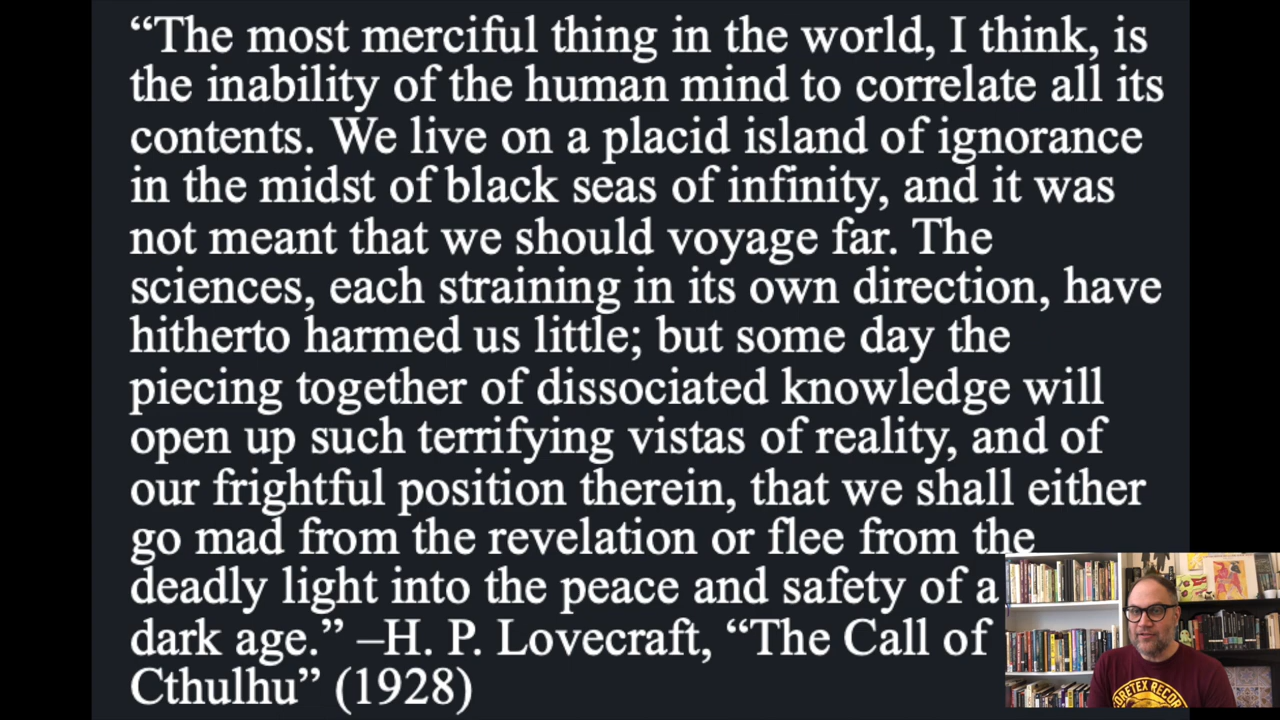 “The most merciful thing in the world, I think, is
the inability of the human mind to correlate all its
contents. We live on a placid island of ignorance
in the midst of black seas of infinity, and it was
not meant that we should voyage far. The
sciences, each straining in its own direction, have
hitherto harmed us little; but some day the
piecing together of dissociated knowledge will
open up such terrifying vistas of reality, and of
our frightful position therein, that we shall either
go mad from the revelation or flee from the
deadly light into the peace and safety of a
dark age.” –H. P. Lovecraft, “The Call of
Cthulhu” (1928)